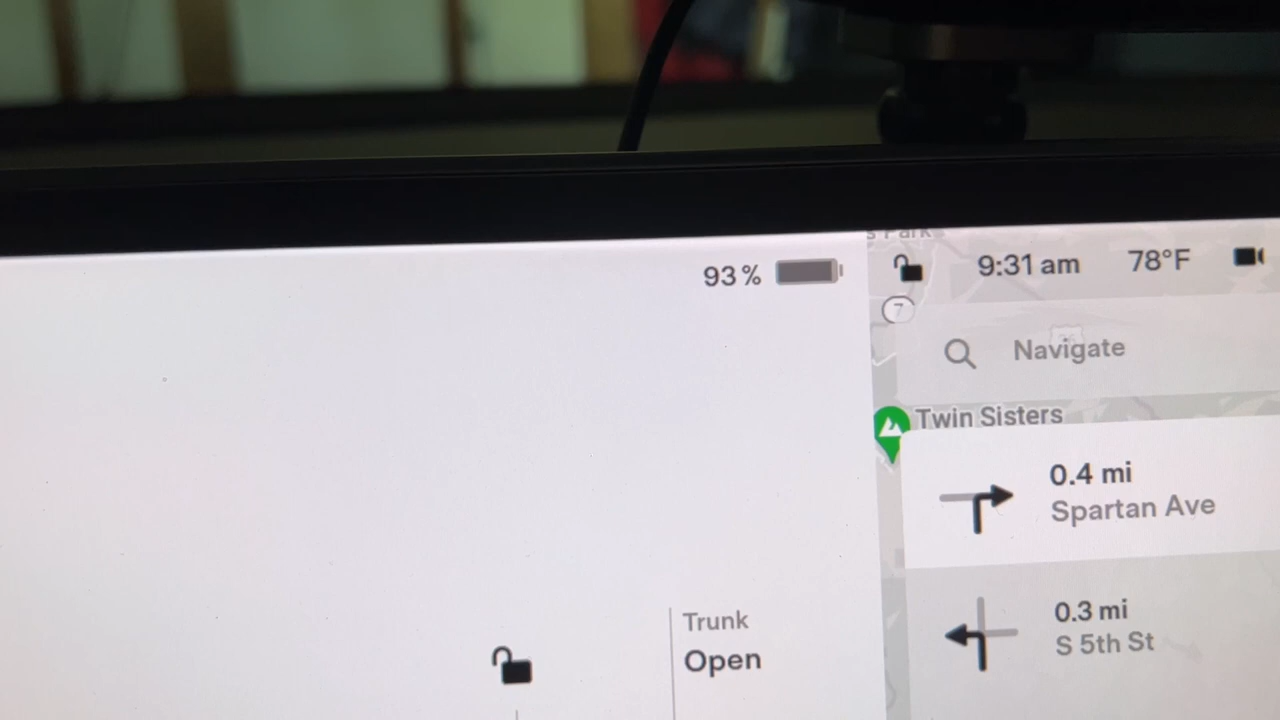 93%
9:31 am 78°F
7
Navigate
Twin Sisters
0.4 mi
Spartan Ave
0.3 mi
S 5th St
Trunk
Open